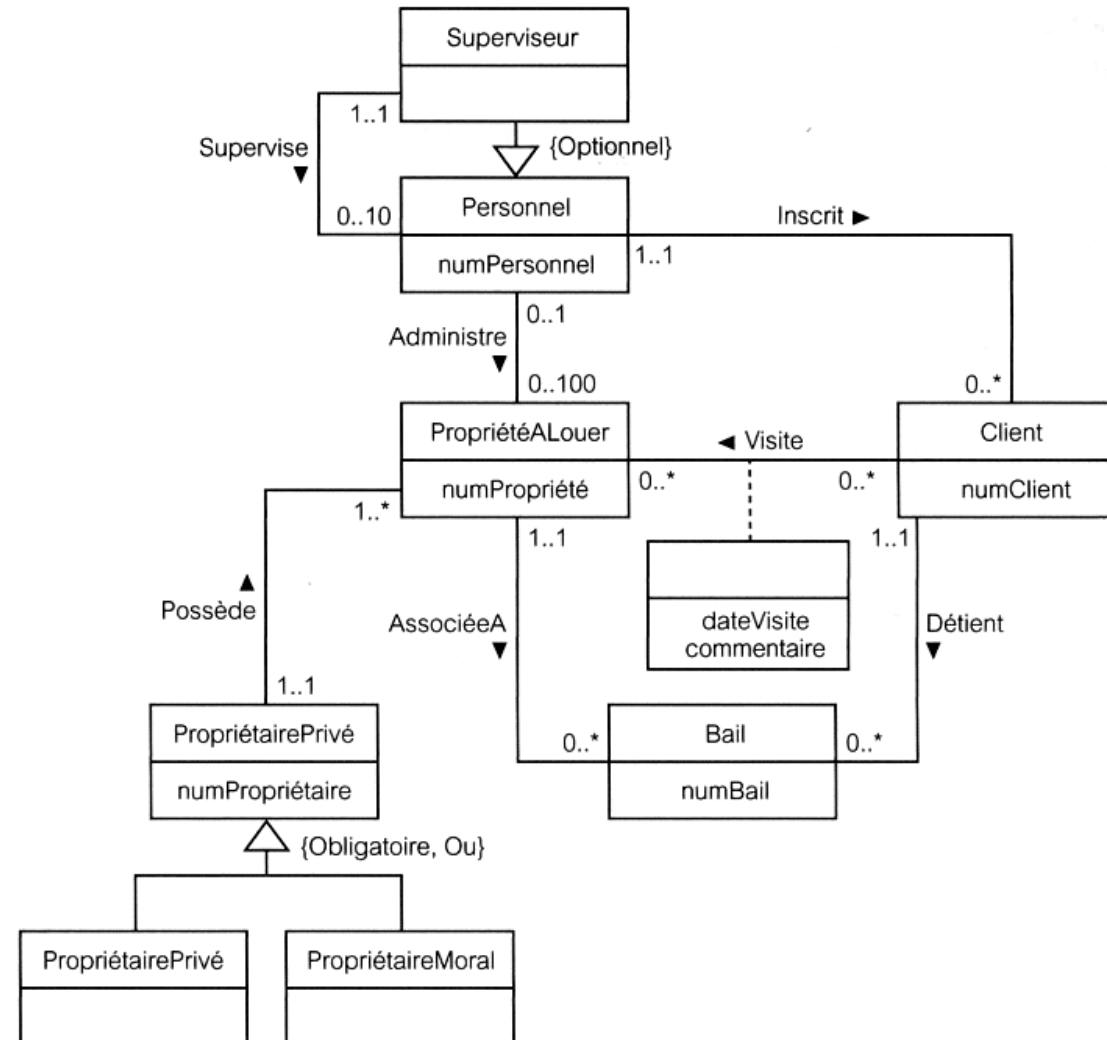 Superviseur
1..1
Supervise
▼
{Optionnel}
0..10
Personnel
numPersonnel
Inscrit ►
1..1
0..1
Administre
▼
0..100
0..*
PropriétéALouer
numPropriété
◄ Visite
0..*
0..*
Client
numClient
1..*
1..1
1..1
dateVisite
commentaire
▲
Possède
AssociéeA
▼
Détient
▼
1..1
PropriétairePrivé
numPropriétaire
0..*
Bail
numBail
0..*
{Obligatoire, Ou}
PropriétairePrivé
PropriétaireMoral